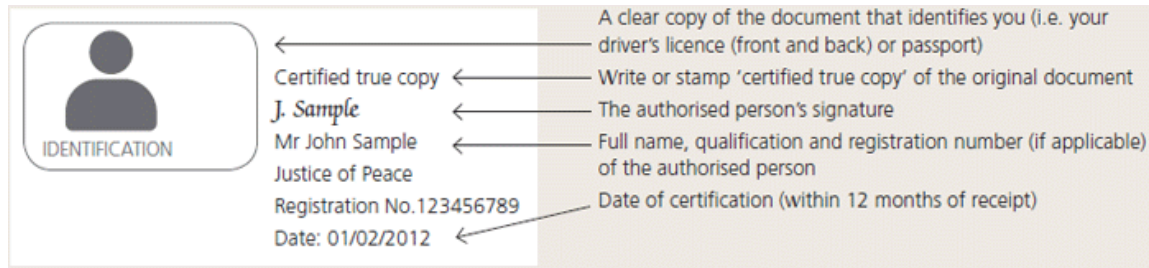 IDENTIFICATION
Certified true copy
J. Sample
Mr John Sample
Justice of Peace
Registration No.123456789
Date: 01/02/2012
A clear copy of the document that identifies you (i.e. your
driver's licence (front and back) or passport)
Write or stamp 'certified true copy' of the original document
The authorised person's signature
Full name, qualification and registration number (if applicable)
of the authorised person
Date of certification (within 12 months of receipt)